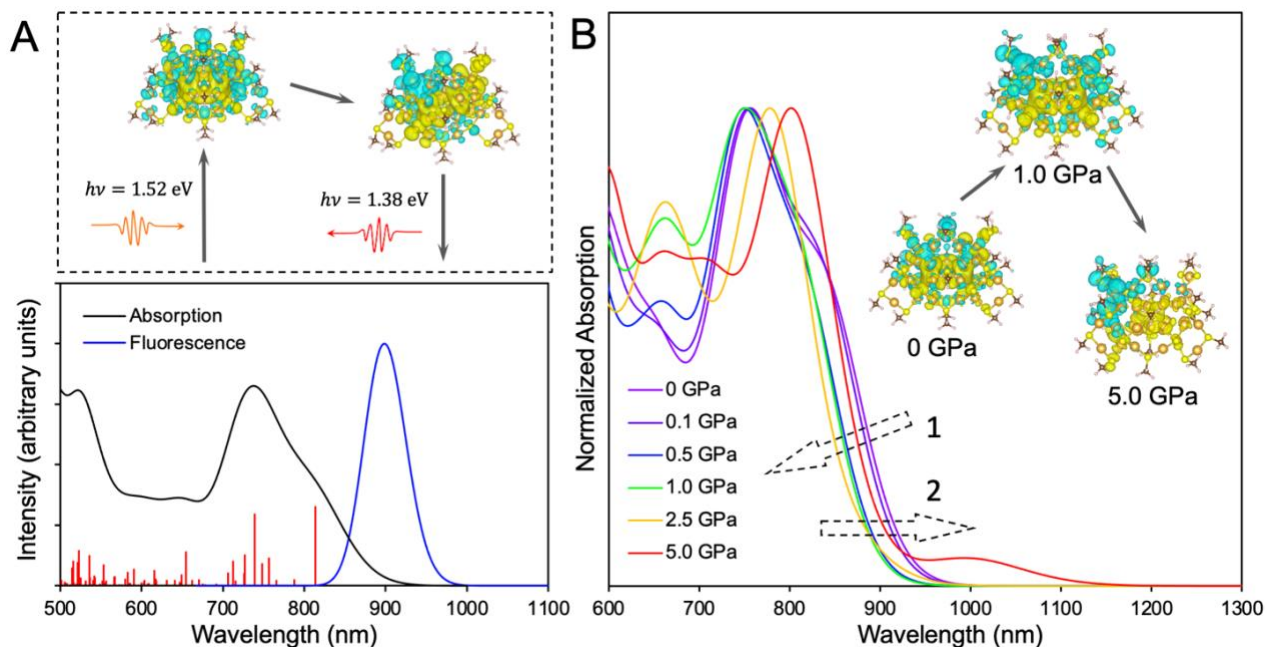 A
hν = 1.52 eV
hν = 1.38 eV
Absorption
Fluorescence
Intensity (arbitrary units)
500 600 700 800 900 1000 1100
Wavelength (nm)
B
1.0 GPa
0 GPa
5.0 GPa
Normalized Absorption
0 GPa
0.1 GPa
0.5 GPa
1.0 GPa
2.5 GPa
5.0 GPa
1
2
600 700 800 900 1000 1100 1200 1300
Wavelength (nm)